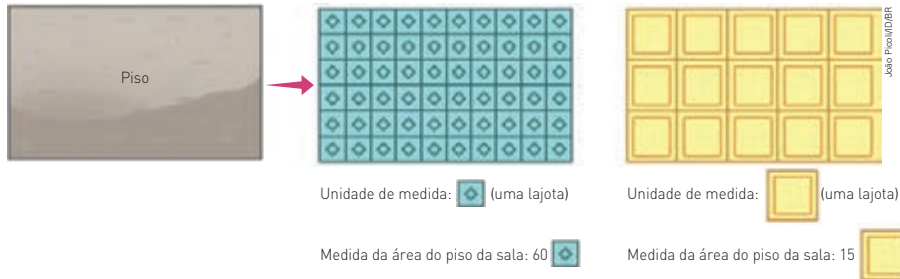 Piso
João Picoli/ID/BR
Unidade de medida: (uma lajota)
Medida da área do piso da sala: 60
Unidade de medida: (uma lajota)
Medida da área do piso da sala: 15